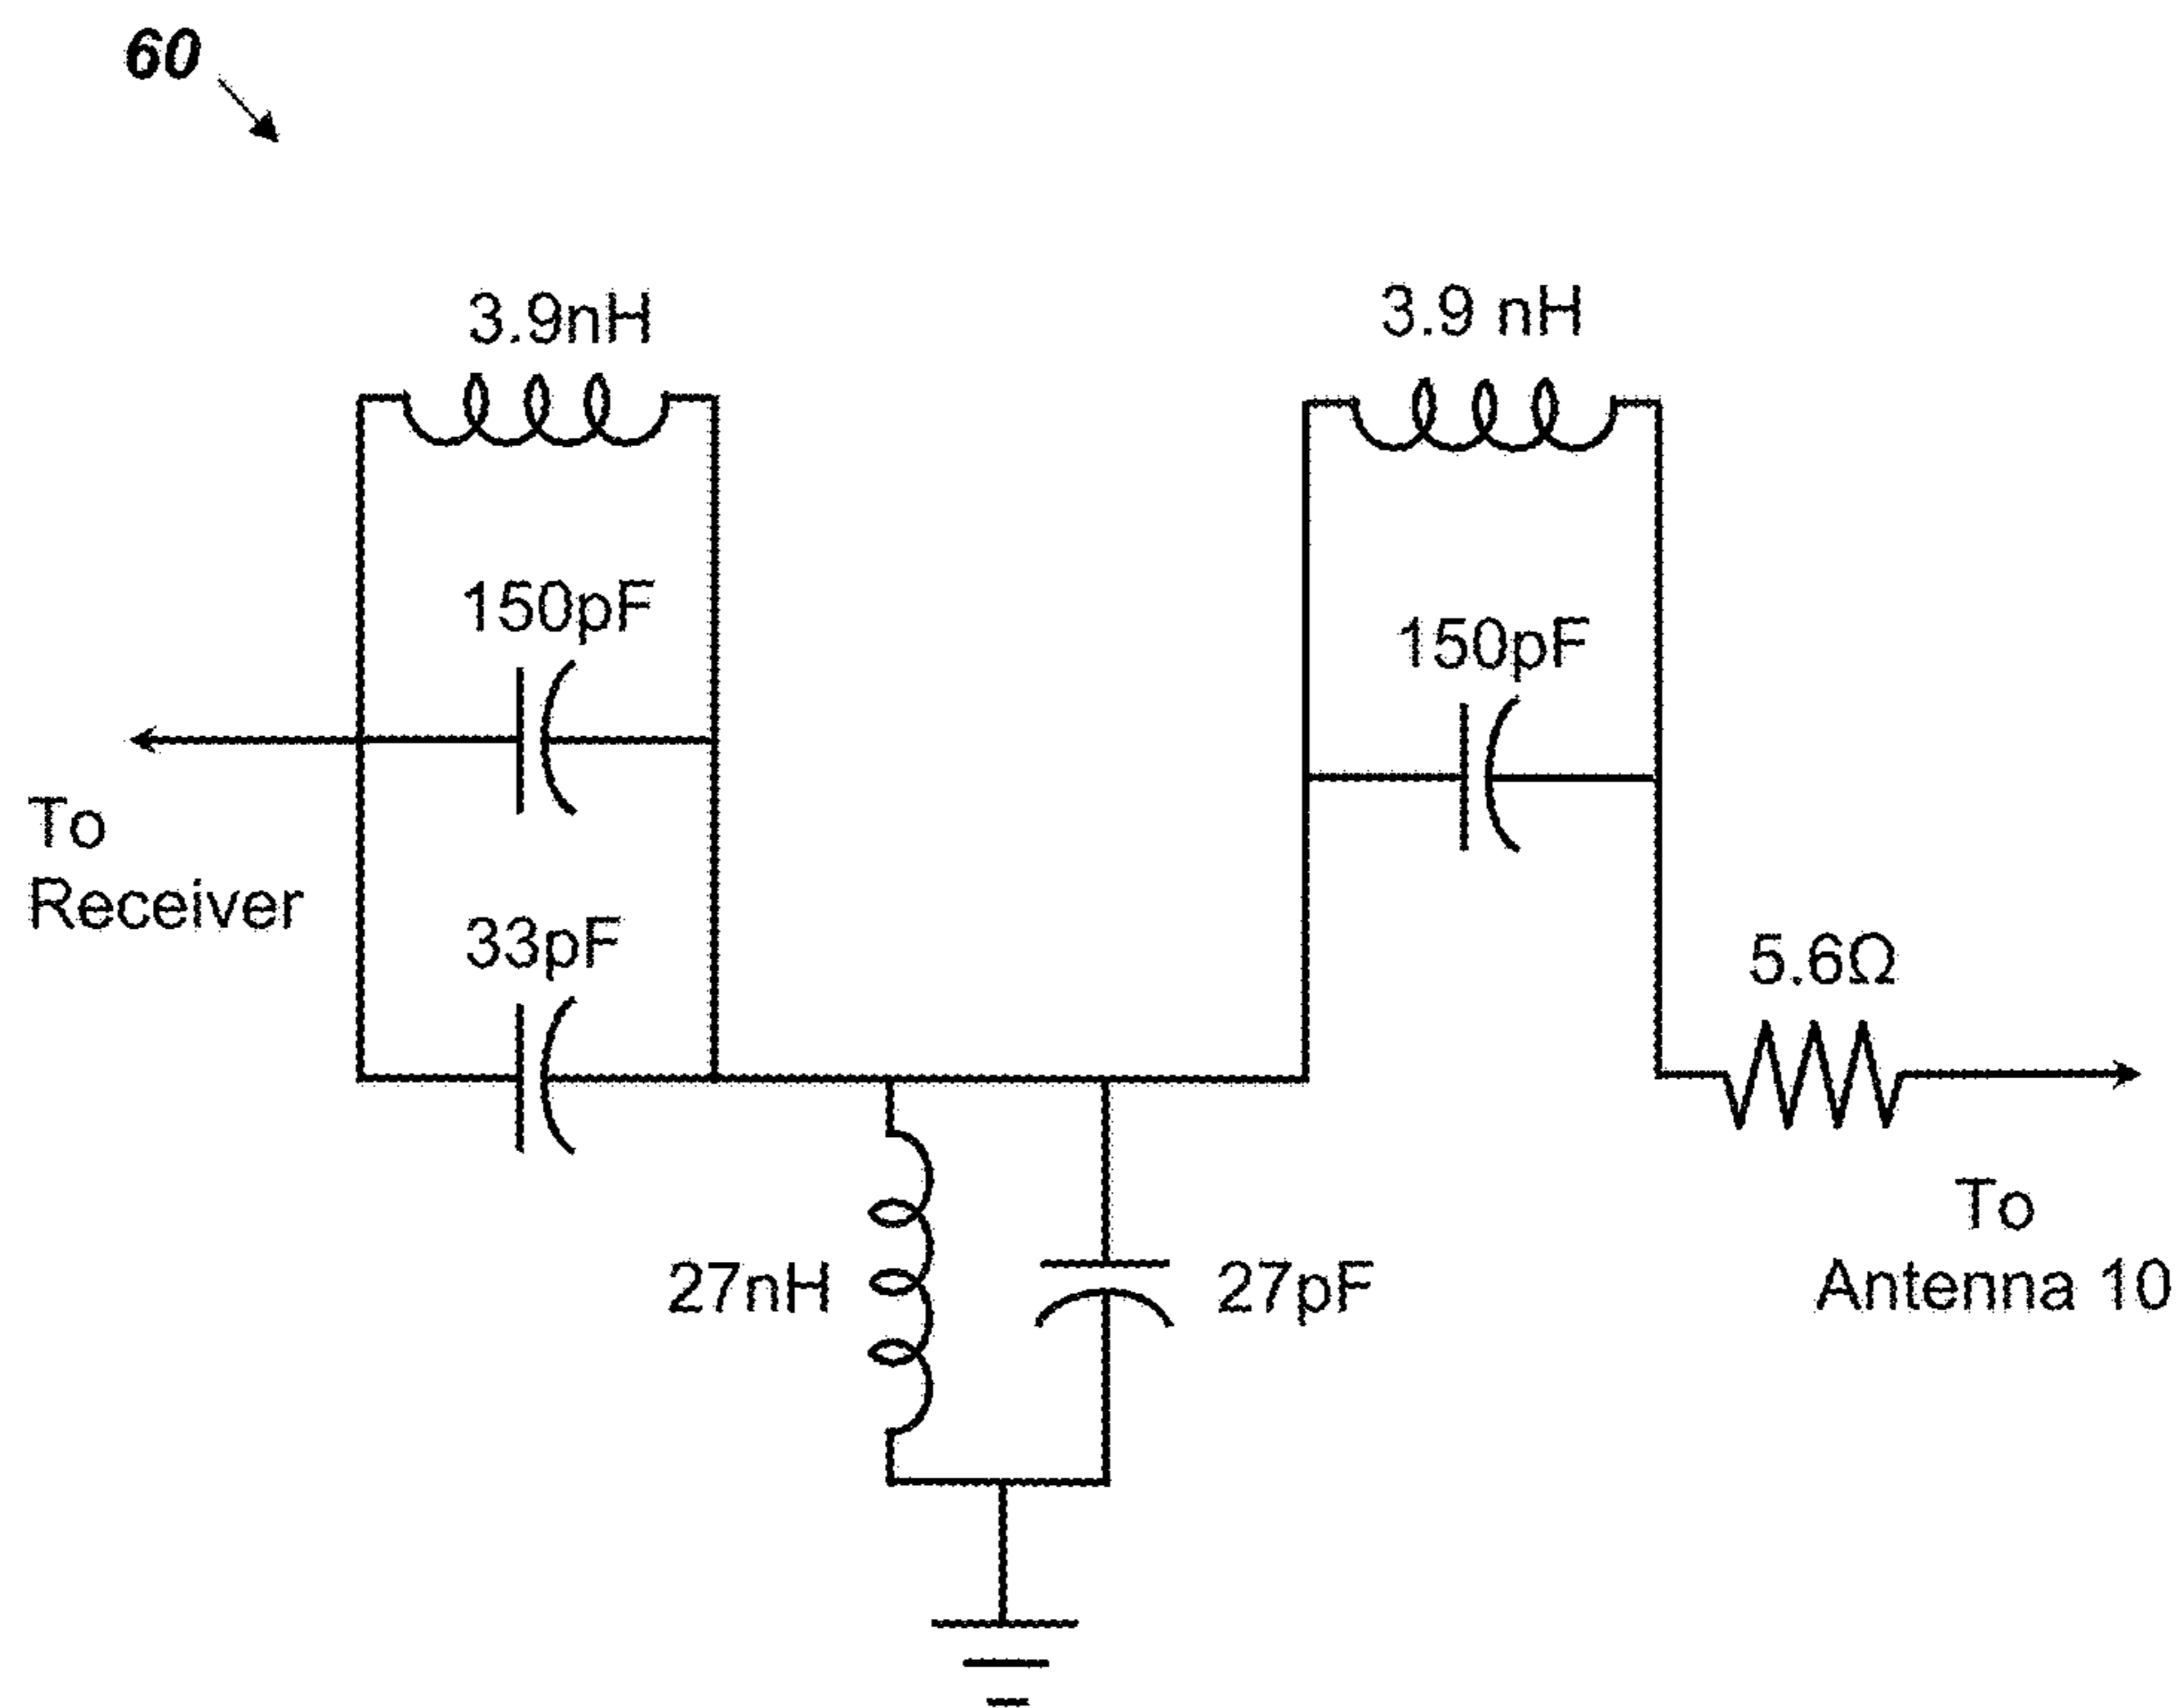 60
3.9nH
3.9 nH
150pF
150pF
To
Receiver
33pF
5.6Ω
To
Antenna 10
27nH
27pF